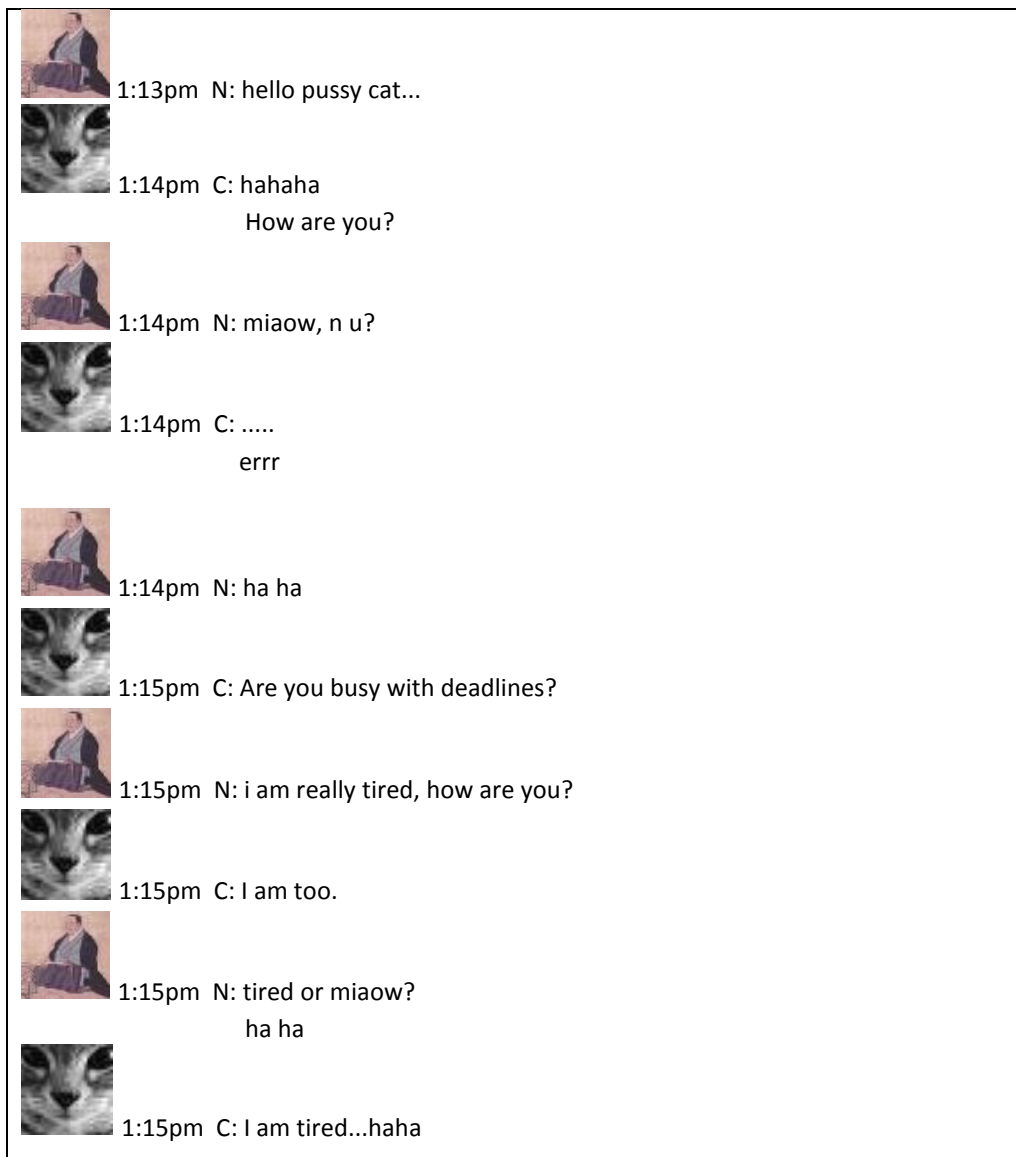 1:13pm N: hello pussy cat...
1:14pm C: hahaha
How are you?
1:14pm N: miaow, n u?
1:14pm C: .....
errr
1:14pm N: ha ha
1:15pm C: Are you busy with deadlines?
1:15pm N: i am really tired, how are you?
1:15pm C: I am too.
1:15pm N: tired or miaow?
ha ha
1:15pm C: I am tired...haha